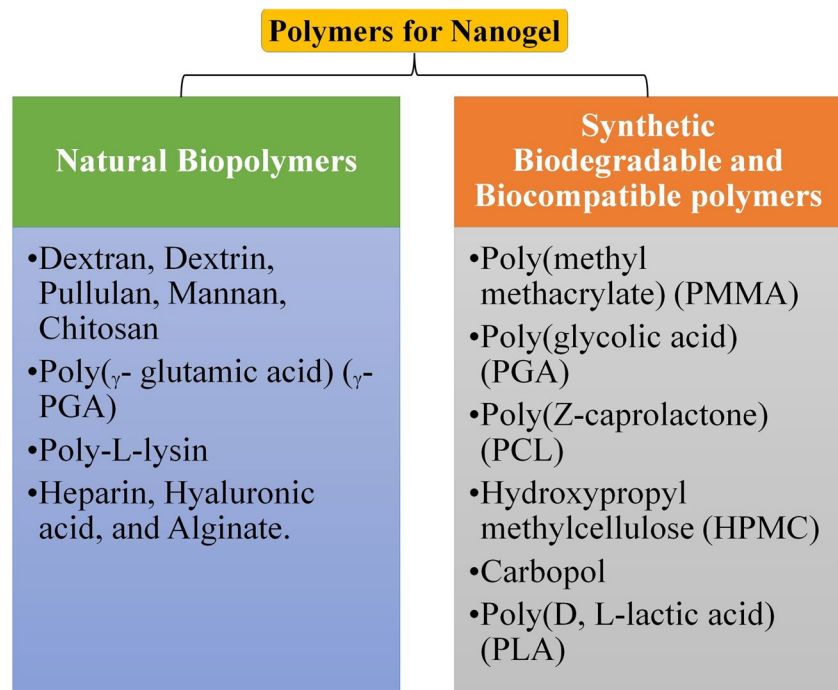 Polymers for Nanogel
Natural Biopolymers
•Dextran, Dextrin,
Pullulan, Mannan,
Chitosan
•Poly(γ- glutamic acid) (γ-
PGA)
•Poly-L-lysin
•Heparin, Hyaluronic
acid, and Alginate.
Synthetic
Biodegradable and
Biocompatible polymers
•Poly(methyl
methacrylate) (PMMA)
•Poly(glycolic acid)
(PGA)
•Poly(Z-caprolactone)
(PCL)
•Hydroxypropyl
methylcellulose (HPMC)
•Carbopol
•Poly(D, L-lactic acid)
(PLA)